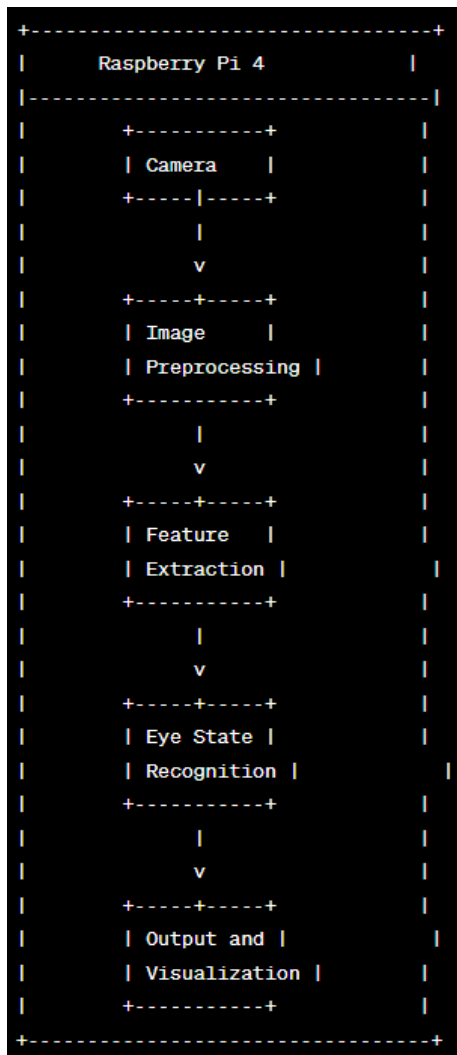 +----------------------------------+
|      Raspberry Pi 4            |
|----------------------------------|
|        +-----------+            |
|        | Camera    |            |
|        +-----|-----+            |
|              |                  |
|              v                  |
|        +-----+-----+            |
|        | Image     |            |
|        | Preprocessing |        |
|        +-----------+            |
|              |                  |
|              v                  |
|        +-----+-----+            |
|        | Feature   |            |
|        | Extraction |            |
|        +-----------+            |
|              |                  |
|              v                  |
|        +-----+-----+            |
|        | Eye State |            |
|        | Recognition |            |
|        +-----------+            |
|              |                  |
|              v                  |
|        +-----+-----+            |
|        | Output and |            |
|        | Visualization |        |
|        +-----------+            |
+----------------------------------+